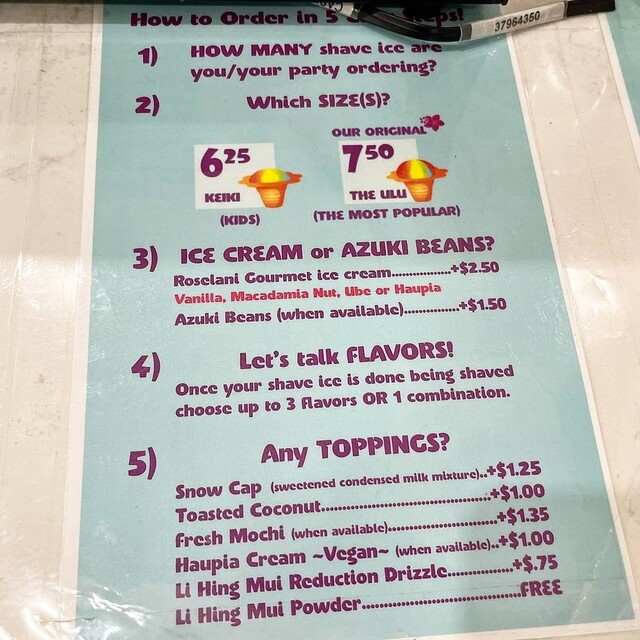 37964350
How to Order in 5
1) HOW MANY shave ice are
you/your party ordering?
2) Which SIZE(S)?
OUR ORIGINAL
6.25 7.50
KEIKI THE ULU
(KIDS) (THE MOST POPULAR)
3) ICE CREAM or AZUKI BEANS?
Roselani Gourmet ice cream...............+$2.50
Vanilla, Macadamia Nut, Ube or Haupia
Azuki Beans (when available)..............+$1.50
4) Let's talk FLAVORS!
Once your shave ice is done being shaved
choose up to 3 flavors OR 1 combination.
5) Any TOPPINGS?
Snow Cap (sweetened condensed milk mixture)..+$1.25
Toasted Coconut.......................................+$1.00
Fresh Mochi (when available).........................+$1.35
Haupia Cream ~Vegan~ (when available)..+$1.00
Li Hing Mui Reduction Drizzle...............+$.75
Li Hing Mui Powder.....................................FREE